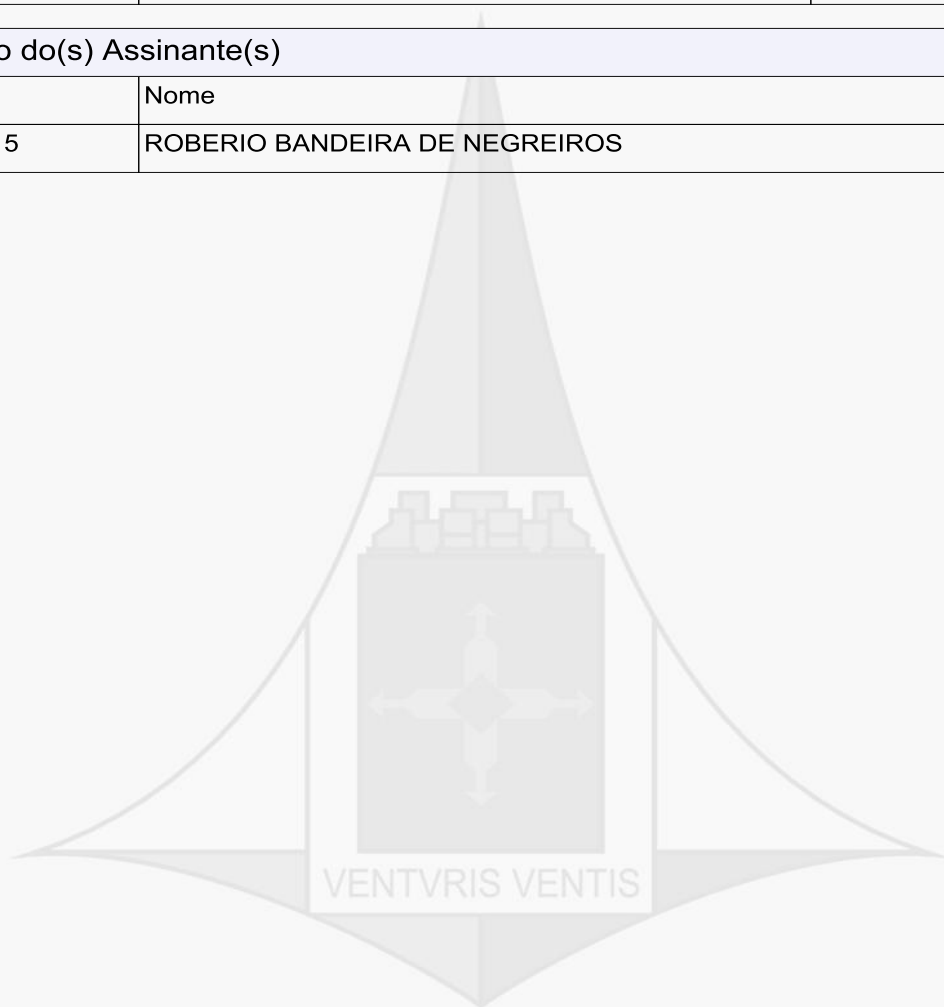 o do(s) Assinante(s)
Nome
5 ROBERIO BANDEIRA DE NEGREIROS
VENTVRIS VENTIS